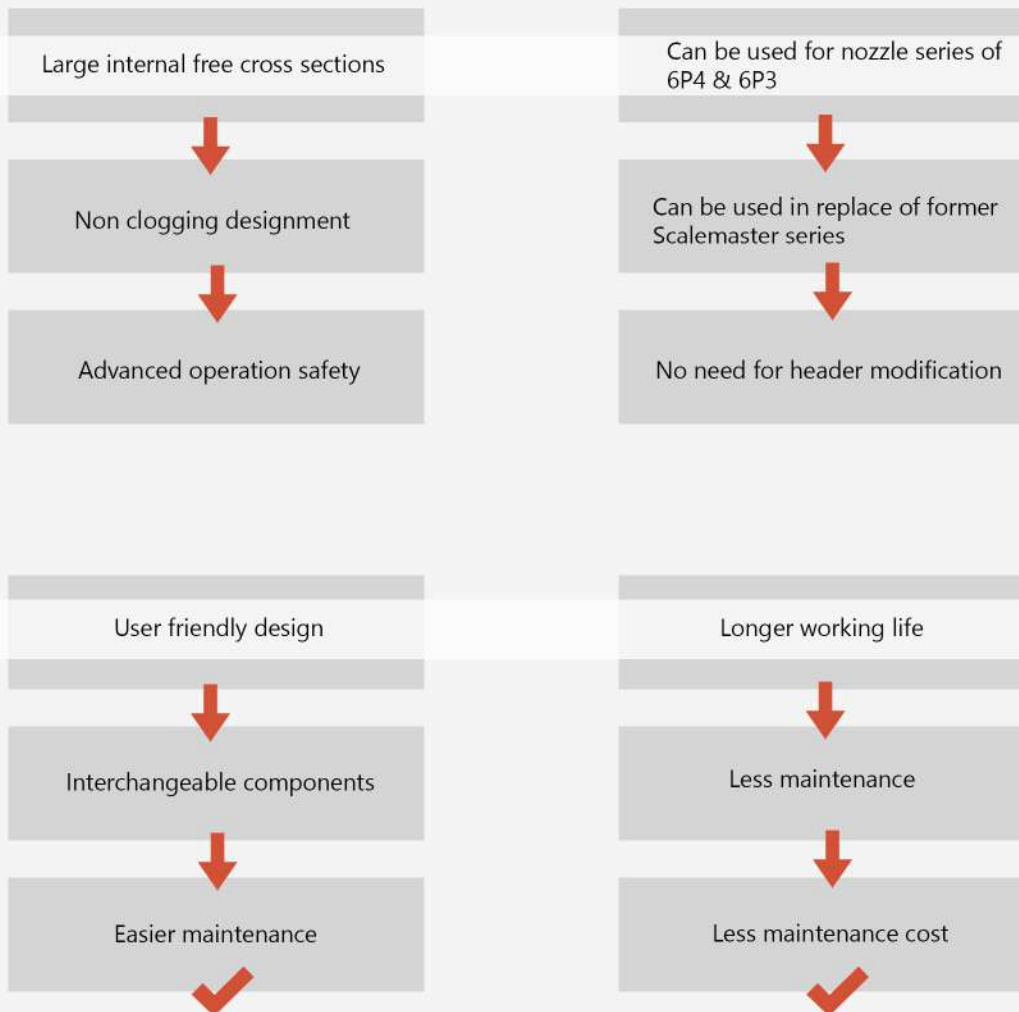 Large internal free cross sections
Non clogging designment
Advanced operation safety
Can be used for nozzle series of
6P4 & 6P3
Can be used in replace of former
Scalemaster series
No need for header modification
User friendly design
Interchangeable components
Easier maintenance
Longer working life
Less maintenance
Less maintenance cost